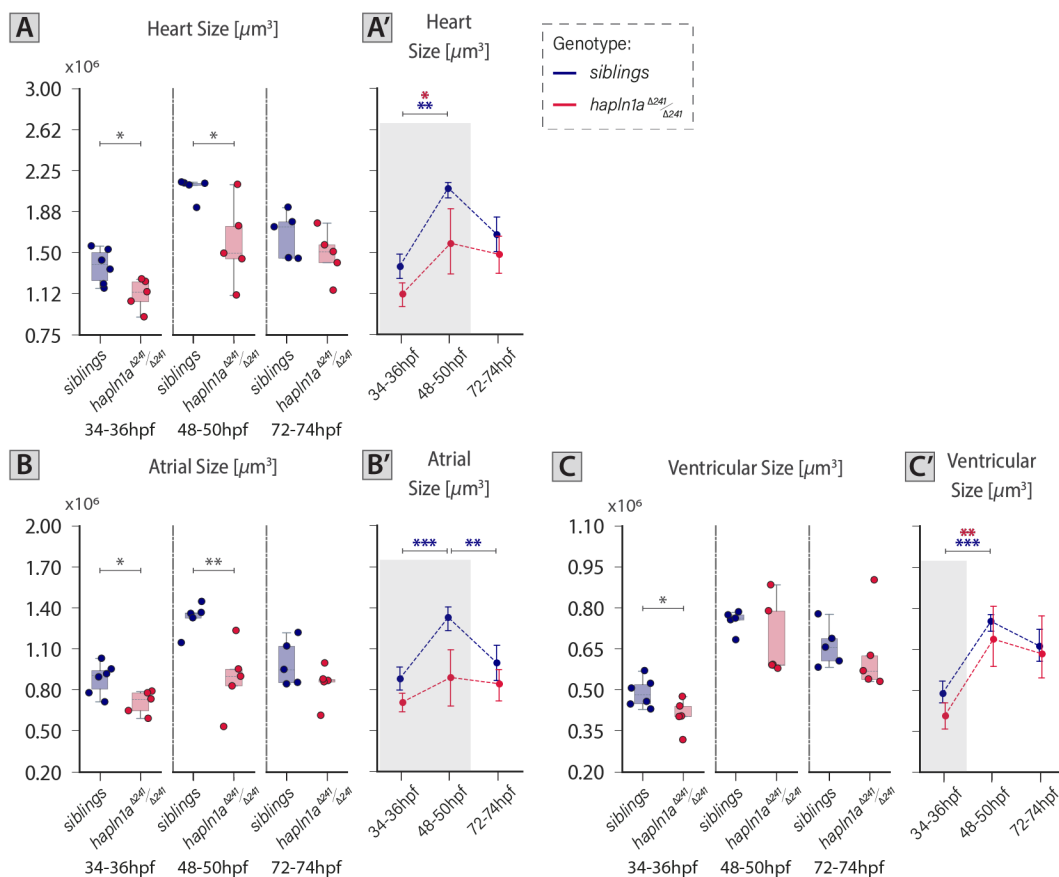 A
Heart Size [μm³]
x10⁶
3.00
2.62
2.25
1.88
1.50
1.12
0.75
*
*
siblings
hapln1a Δ241/Δ241
siblings
hapln1a Δ241/Δ241
siblings
hapln1a Δ241/Δ241
34-36hpf
48-50hpf
72-74hpf
A'
Heart
Size [μm³]
*
**
34-36hpf
48-50hpf
72-74hpf
Genotype:
siblings
hapln1a Δ241/Δ241
B
Atrial Size [μm³]
x10⁶
2.00
1.70
1.40
1.10
0.80
0.50
0.20
*
**
siblings
hapln1a Δ241/Δ241
siblings
hapln1a Δ241/Δ241
siblings
hapln1a Δ241/Δ241
34-36hpf
48-50hpf
72-74hpf
B'
Atrial
Size [μm³]
***
**
34-36hpf
48-50hpf
72-74hpf
C
Ventricular Size [μm³]
x10⁶
1.10
0.95
0.80
0.65
0.50
0.35
0.20
*
siblings
hapln1a Δ241/Δ241
siblings
hapln1a Δ241/Δ241
siblings
hapln1a Δ241/Δ241
34-36hpf
48-50hpf
72-74hpf
C'
Ventricular
Size [μm³]
**
***
34-36hpf
48-50hpf
72-74hpf